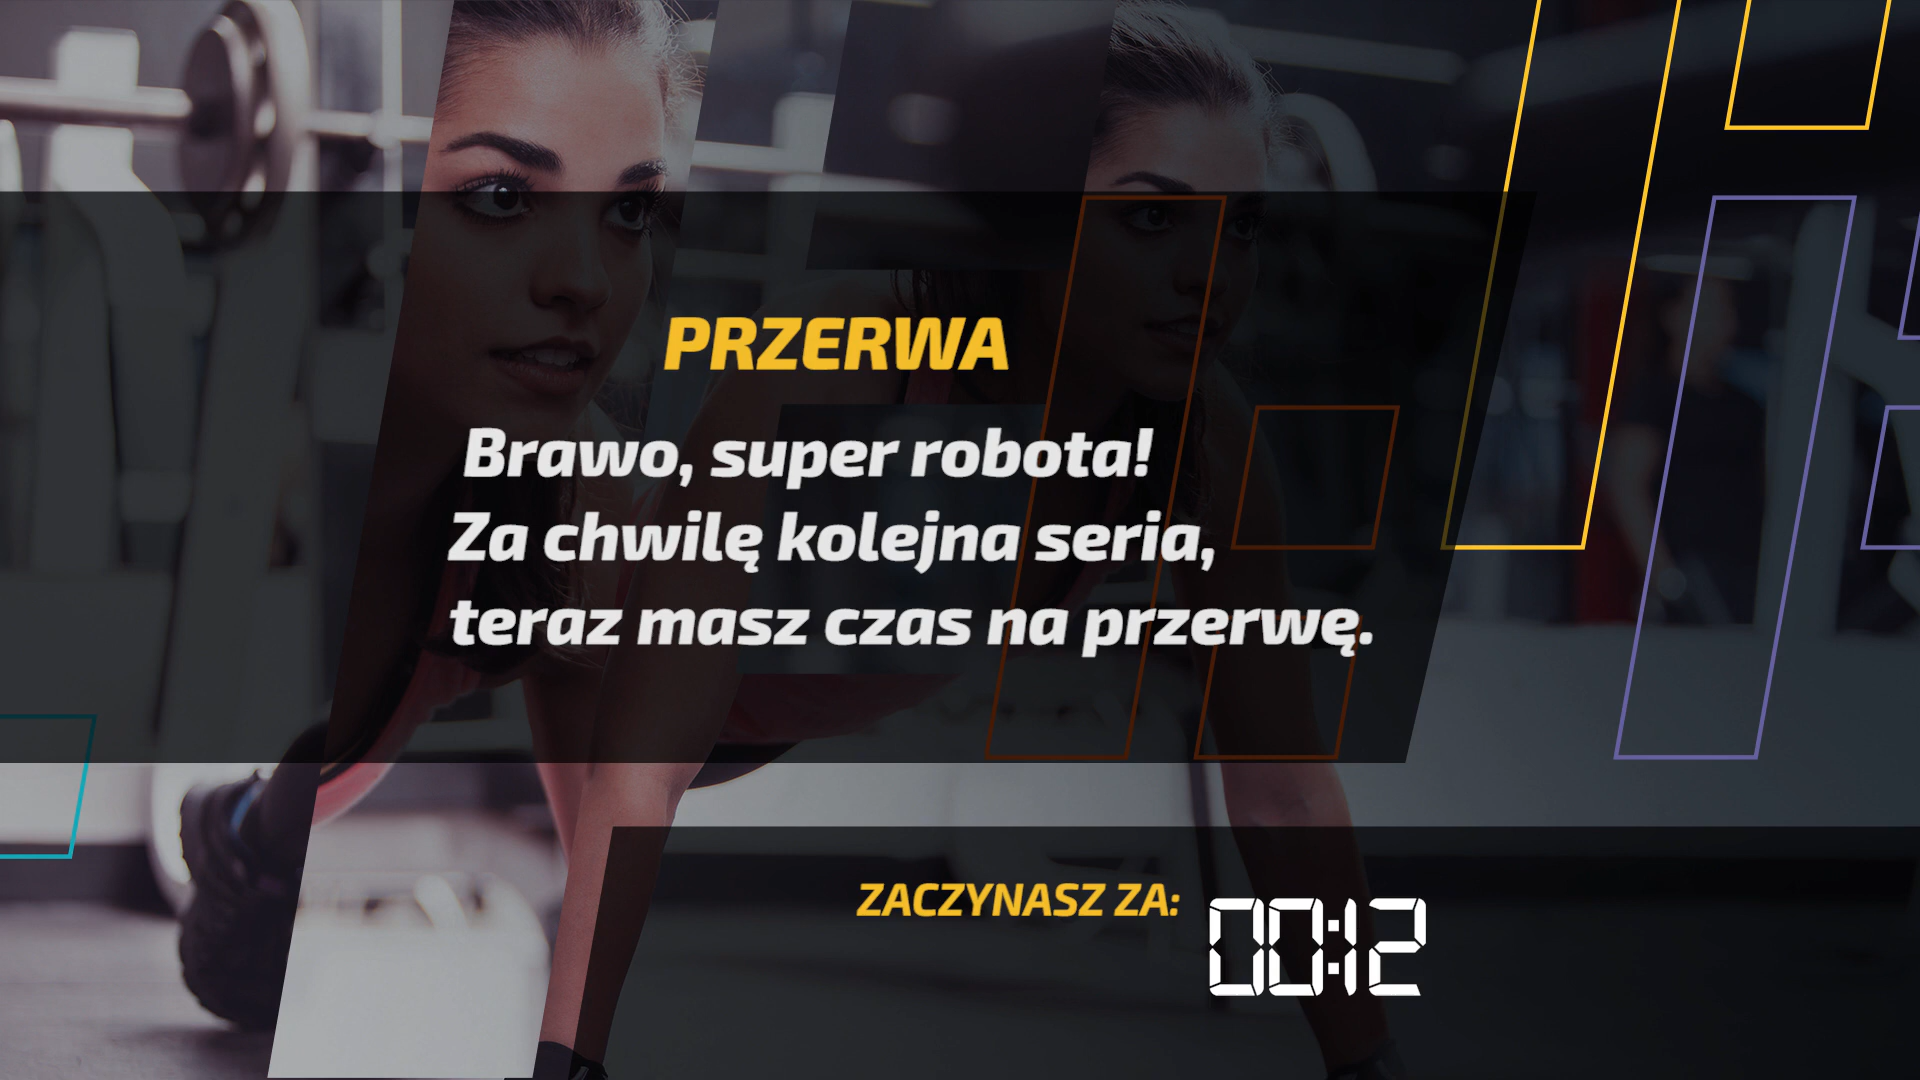 PRZERWA
Brawo, super robota!
Za chwilę kolejna seria,
teraz masz czas na przerwę.
ZACZYNASZ ZA: 00:12